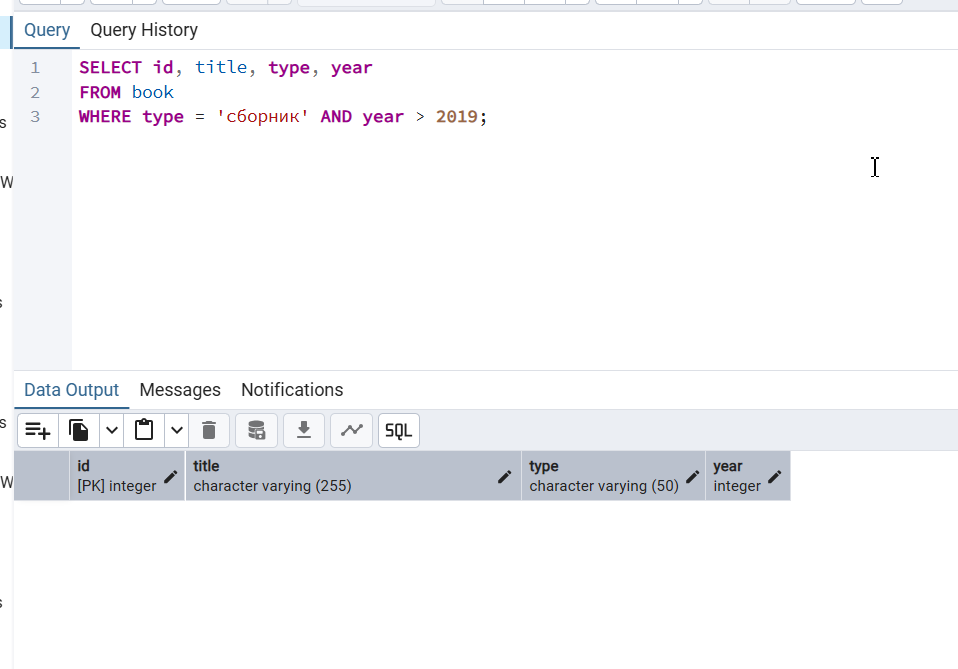 Query Query History
1 SELECT id, title, type, year
2 FROM book
3 WHERE type = 'сборник' AND year > 2019;
s
W
s
s
W
s
Data Output Messages Notifications
SQL
id title type year
[PK] integer character varying (255) character varying (50) integer